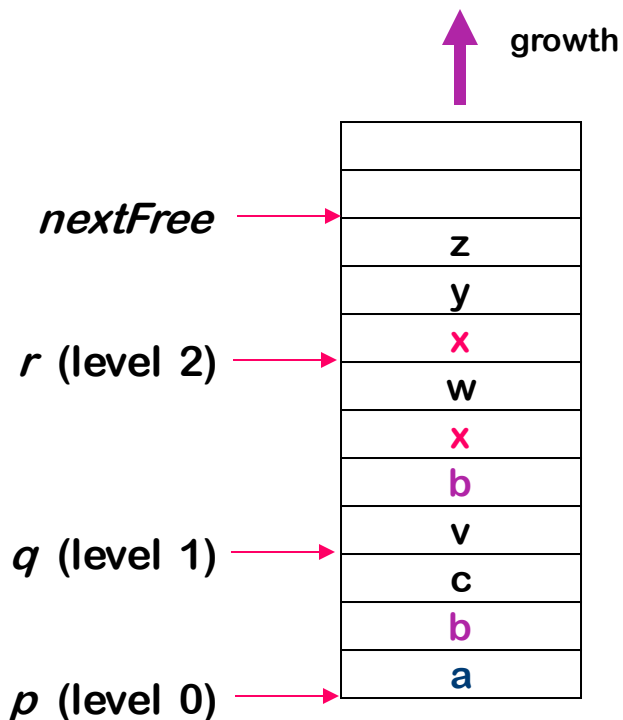 growth
nextFree
z
y
r (level 2)
x
w
x
b
v
q (level 1)
c
b
a
p (level 0)